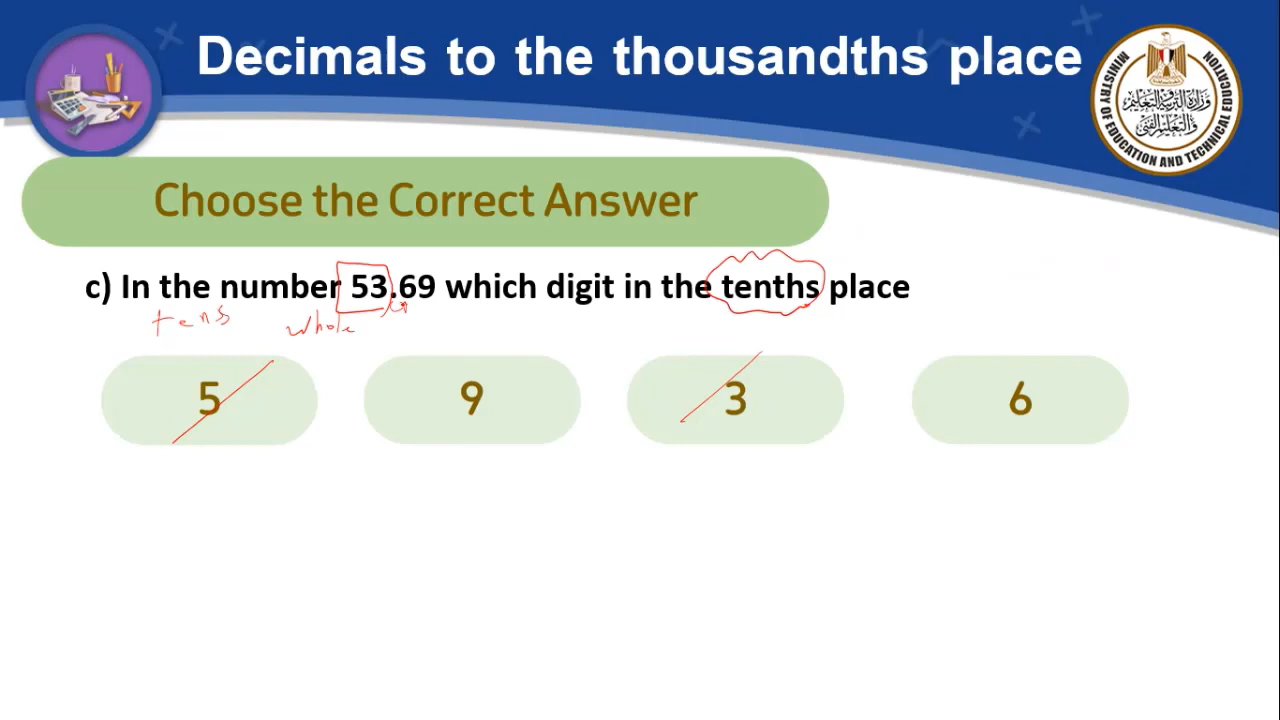 Decimals to the thousandths place
MINISTRY OF EDUCATION AND TECHNICAL EDUCATION
وزارة التربية والتعليم
والتعليم الفني
Choose the Correct Answer
c) In the number 53.69 which digit in the tenths place
tens whole
5 9 3 6